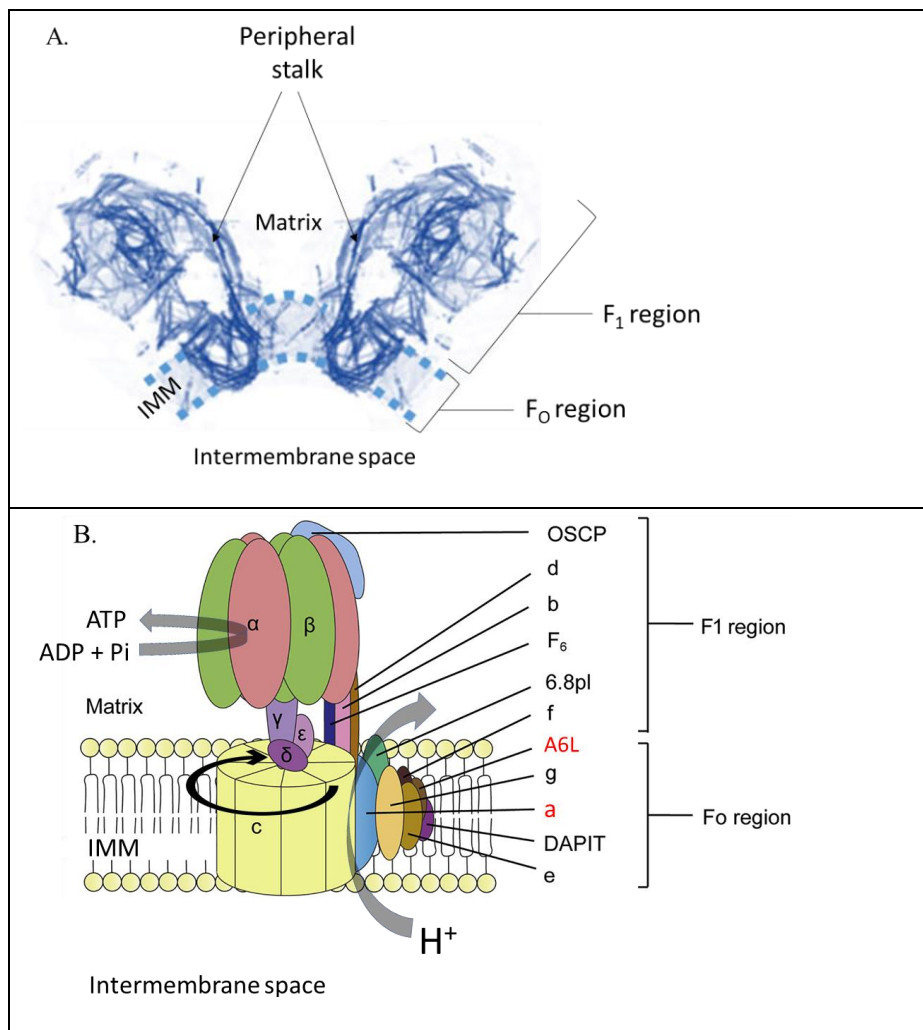 A.
Peripheral
stalk
Matrix
F₁ region
IMM
F₀ region
Intermembrane space
B.
OSCP
d
b
F₆
6.8pl
f
A6L
g
a
DAPIT
e
F1 region
Fo region
ATP
ADP + Pi
α
β
Matrix
γ
ε
δ
c
IMM
H⁺
Intermembrane space